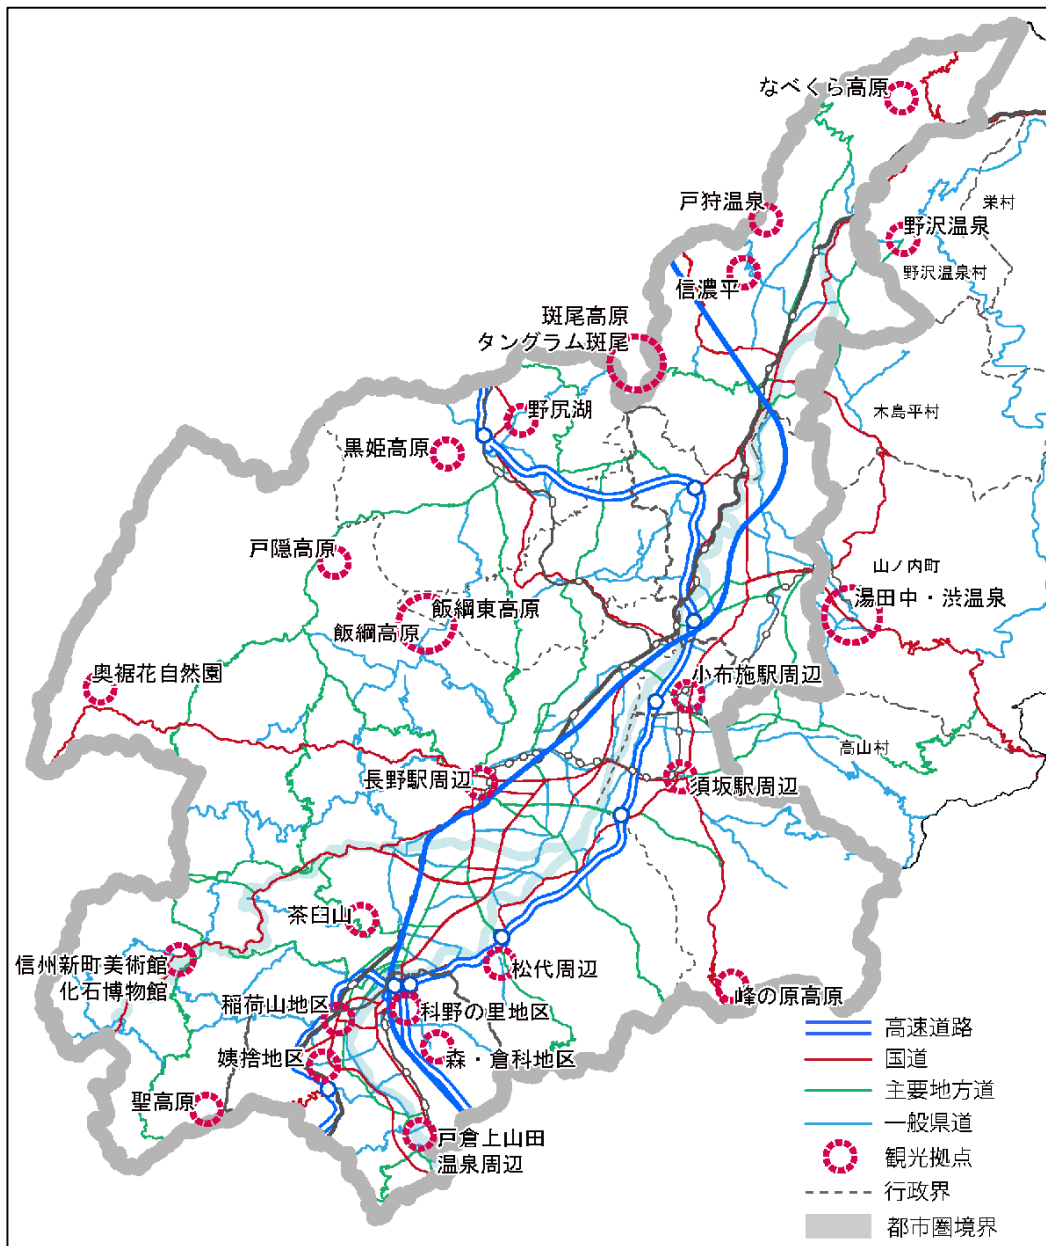 なべくら高原
戸狩温泉
栄村
野沢温泉
野沢温泉村
信濃平
斑尾高原
タングラム斑尾
野尻湖
木島平村
黒姫高原
戸隠高原
山ノ内町
湯田中・渋温泉
飯綱東高原
飯綱高原
奥裾花自然園
小布施駅周辺
高山村
長野駅周辺
須坂駅周辺
茶臼山
信州新町美術館
化石博物館
松代周辺
峰の原高原
稲荷山地区
科野の里地区
姨捨地区
森・倉科地区
聖高原
戸倉上山田
温泉周辺
高速道路
国道
主要地方道
一般県道
観光拠点
行政界
都市圏境界